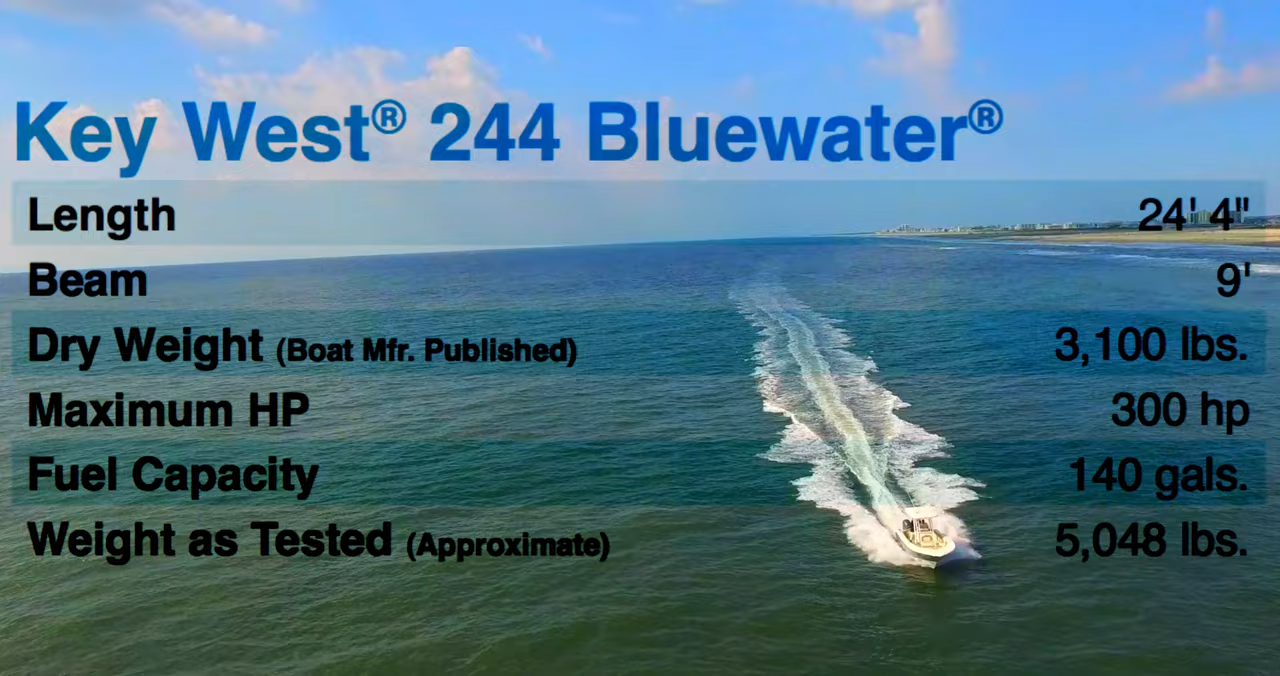 Key West® 244 Bluewater®
Length 24' 4"
Beam 9'
Dry Weight (Boat Mfr. Published) 3,100 lbs.
Maximum HP 300 hp
Fuel Capacity 140 gals.
Weight as Tested (Approximate) 5,048 lbs.